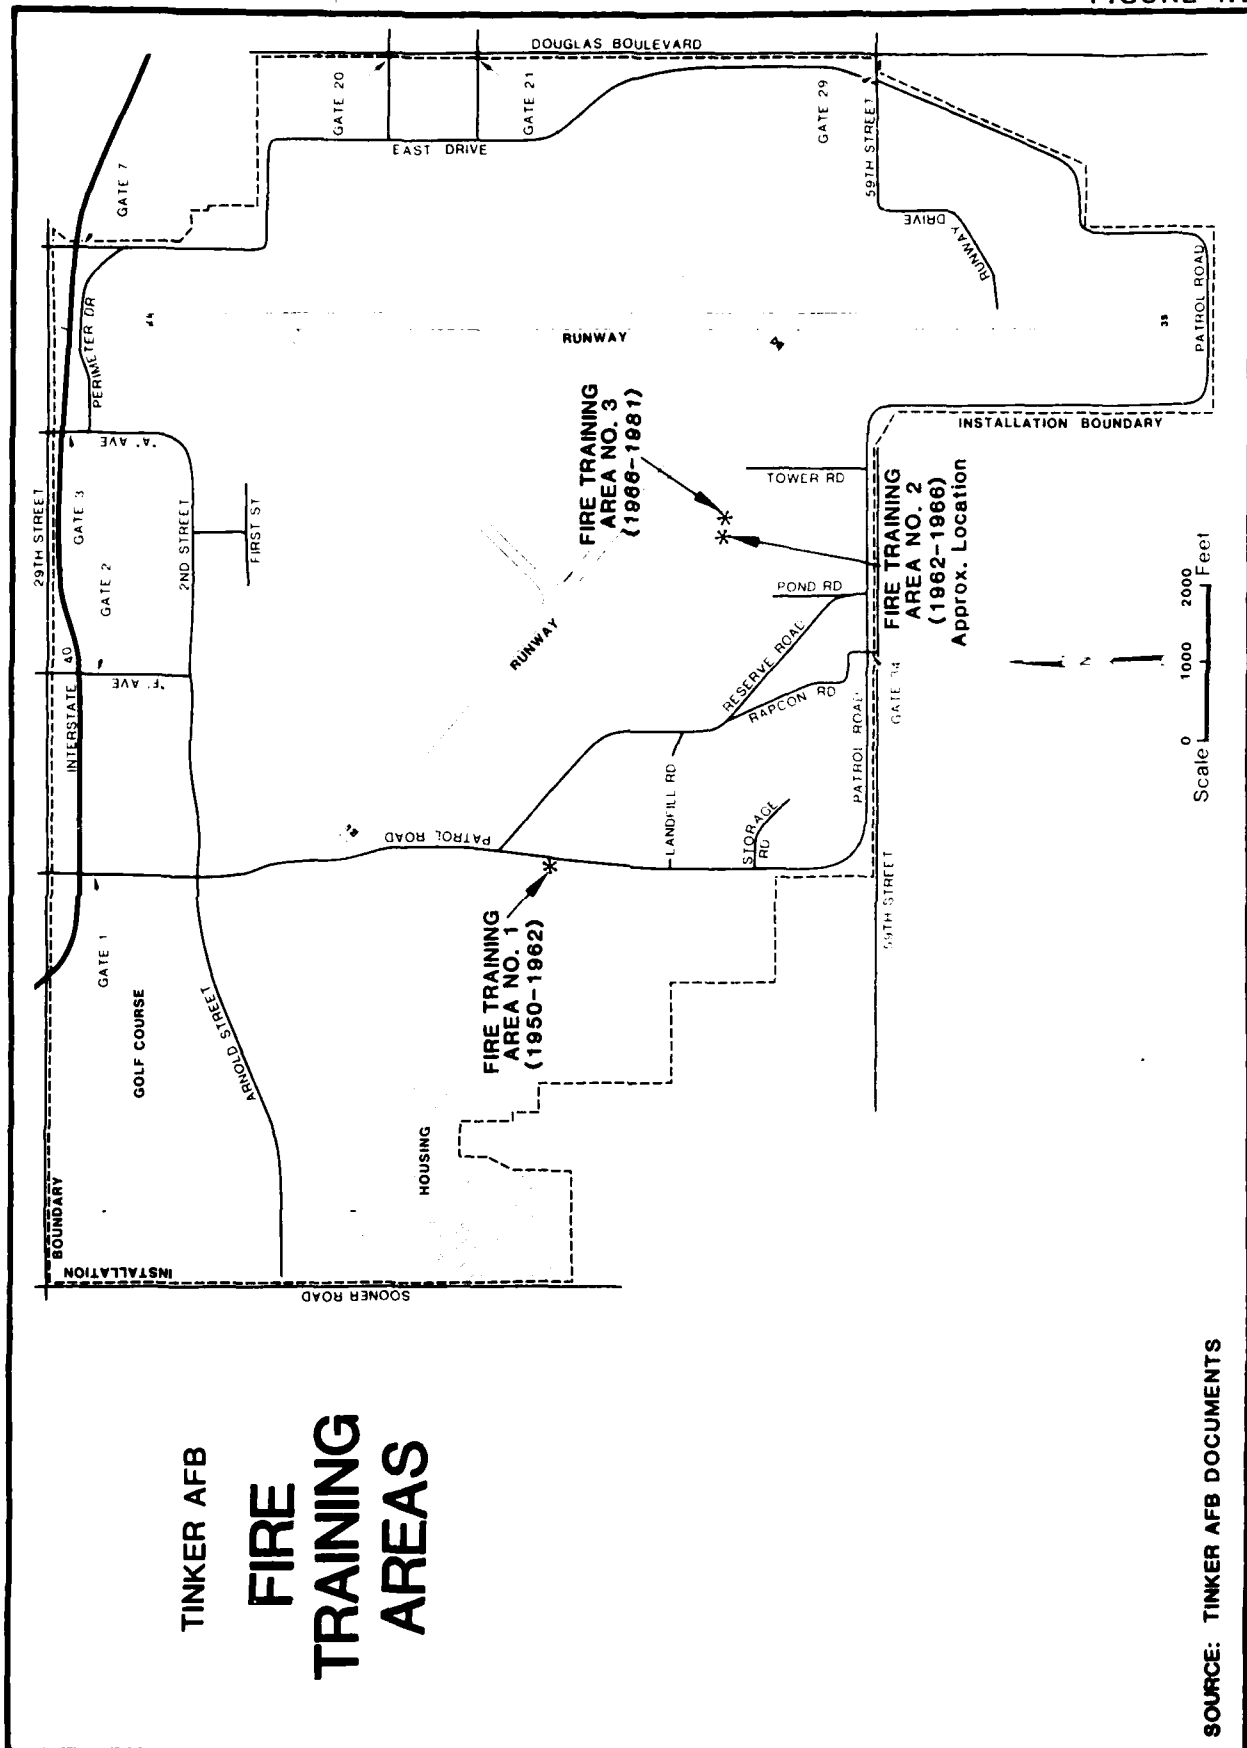 TINKER AFB
FIRE
TRAINING
AREAS
29TH STREET
INTERSTATE 40
INSTALLATION
BOUNDARY
SOONER ROAD
GOLF COURSE
ARNOLD STREET
HOUSING
GATE 1
GATE 2
GATE 3
GATE 7
"F" AVE
"A" AVE
PERIMETER DR
2ND STREET
FIRST ST
GATE 20
GATE 21
EAST DRIVE
DOUGLAS BOULEVARD
GATE 29
59TH STREET
RUNWAY
DRIVE
PATROL ROAD
INSTALLATION BOUNDARY
RUNWAY
RUNWAY
35
FIRE TRAINING
AREA NO. 1
(1950-1962)
FIRE TRAINING
AREA NO. 3
(1966-1981)
FIRE TRAINING
AREA NO. 2
(1962-1966)
Approx. Location
PATROL ROAD
LANDFILL RD
STORAGE
RD
RESERVE ROAD
RAPCON RD
POND RD
TOWER RD
PATROL ROAD
59TH STREET
N
0 1000 2000
Scale Feet
SOURCE: TINKER AFB DOCUMENTS